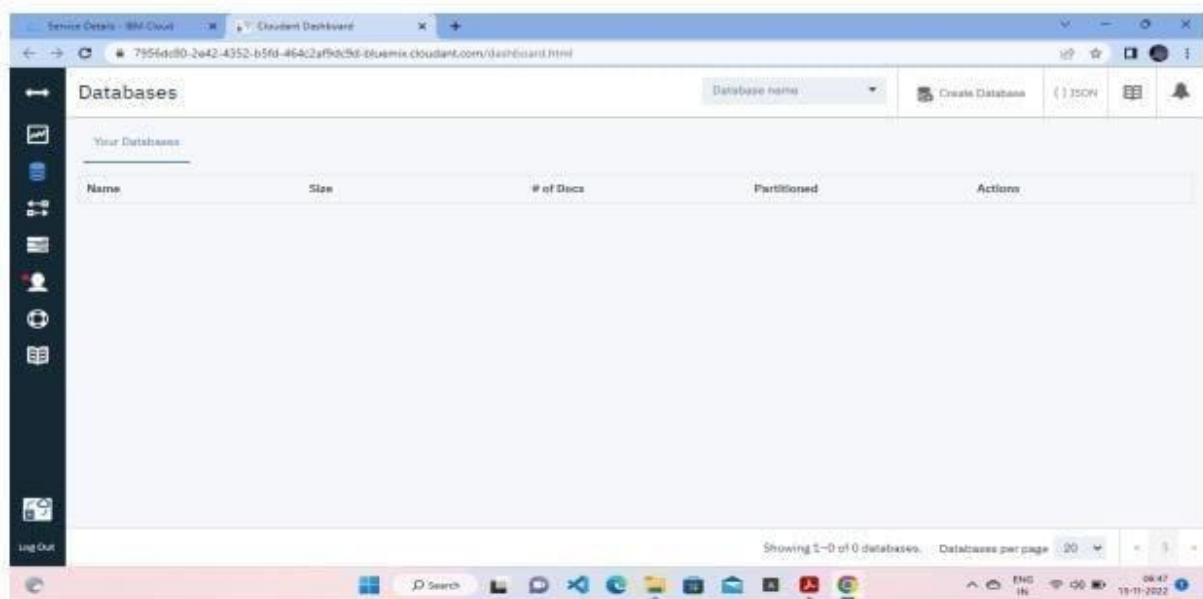 Service Details - IBM Cloud
Cloudant Dashboard
Databases
Database name
Create Database
{ } JSON
Your Databases
Name Size # of Docs Partitioned Actions
Log Out
Showing 1–0 of 0 databases. Databases per page 20
Search
ENG
IN